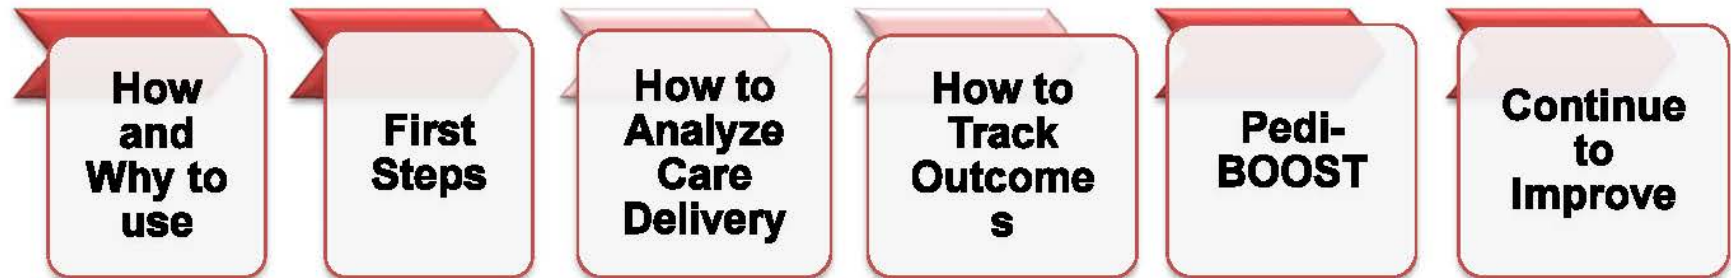 How
and
Why to
use
First
Steps
How to
Analyze
Care
Delivery
How to
Track
Outcome
s
Pedi-
BOOST
Continue
to
Improve